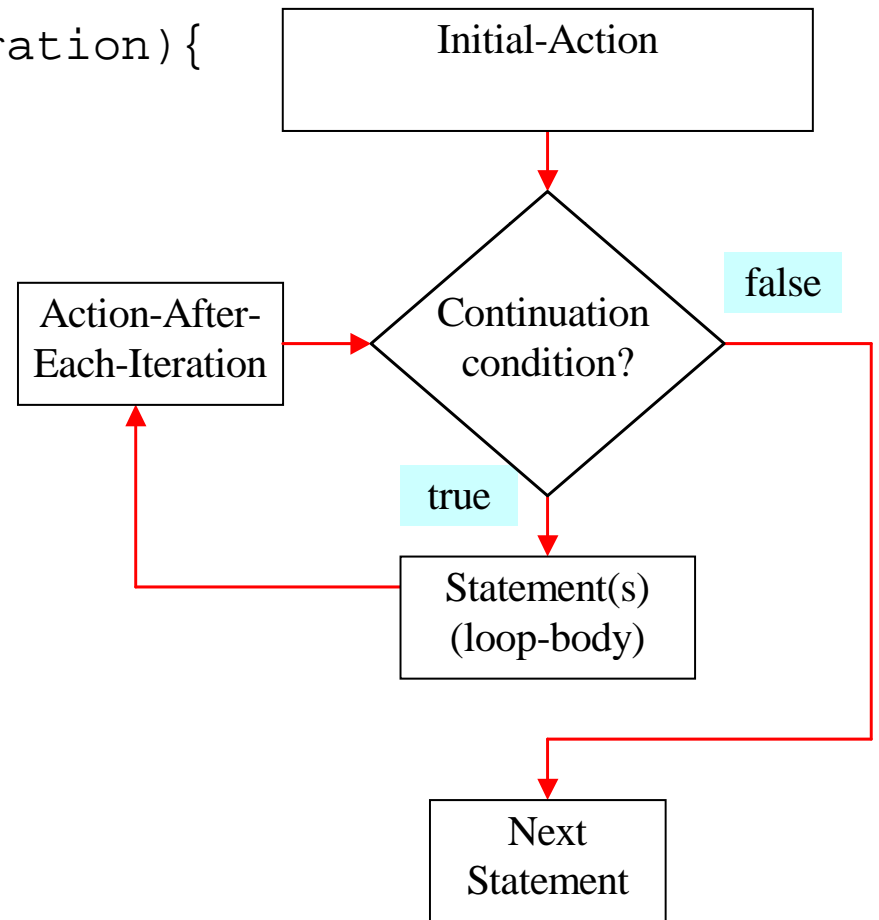 ration){
Initial-Action
false
Action-After-
Each-Iteration
Continuation
condition?
true
Statement(s)
(loop-body)
Next
Statement